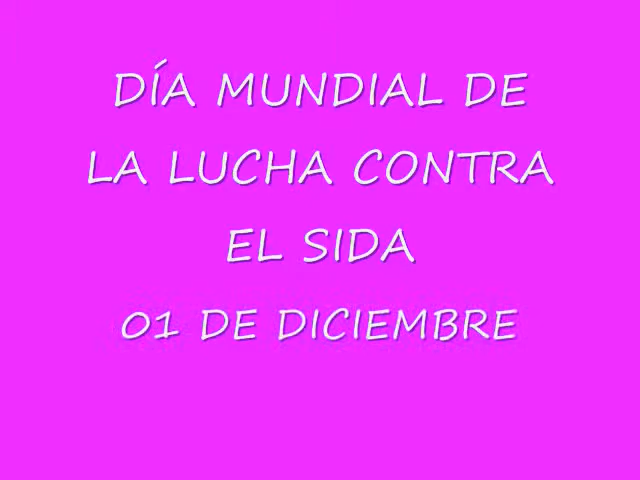 DÍA MUNDIAL DE
LA LUCHA CONTRA
EL SIDA
01 DE DICIEMBRE